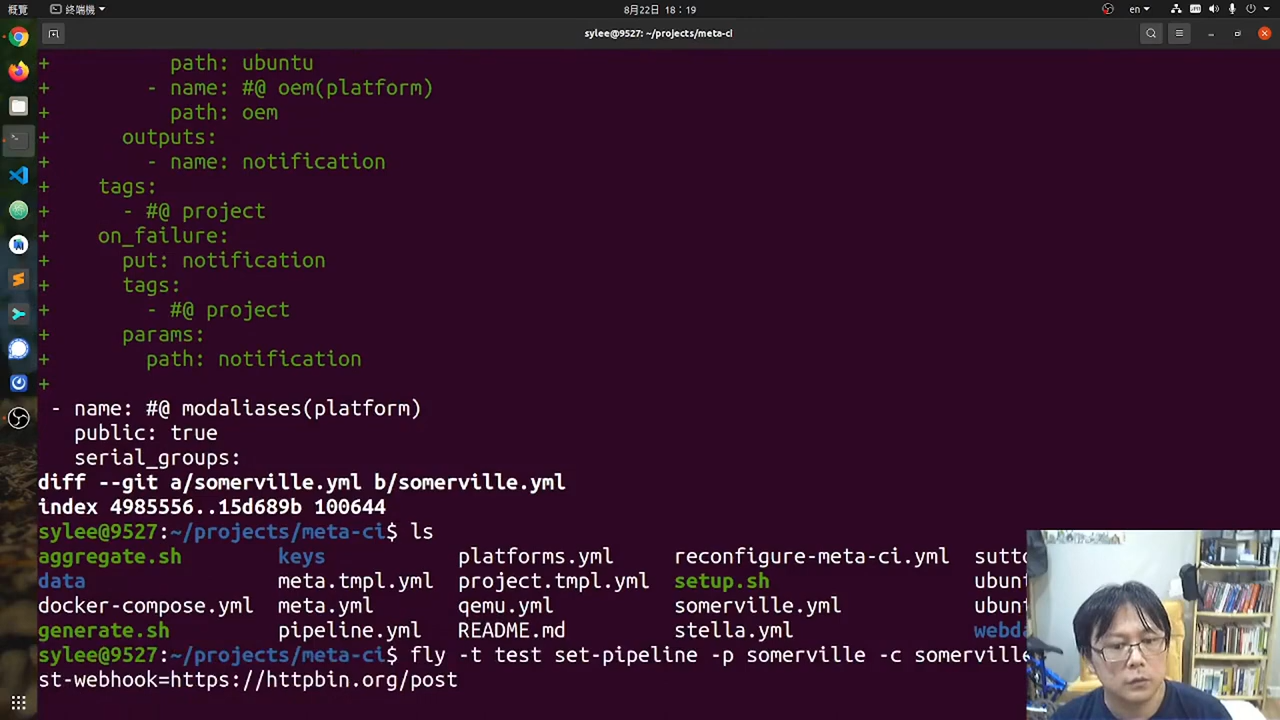 概覽 終端機 8月22日 18：19 en
sylee@9527: ~/projects/meta-ci
+ path: ubuntu
+ - name: #@ oem(platform)
+ path: oem
+ outputs:
+ - name: notification
+ tags:
+ - #@ project
+ on_failure:
+ put: notification
+ tags:
+ - #@ project
+ params:
+ path: notification
+
- name: #@ modaliases(platform)
public: true
serial_groups:
diff --git a/somerville.yml b/somerville.yml
index 4985556..15d689b 100644
sylee@9527:~/projects/meta-ci$ ls
aggregate.sh keys platforms.yml reconfigure-meta-ci.yml sutto
data meta.tmpl.yml project.tmpl.yml setup.sh ubun
docker-compose.yml meta.yml qemu.yml somerville.yml ubun
generate.sh pipeline.yml README.md stella.yml webda
sylee@9527:~/projects/meta-ci$ fly -t test set-pipeline -p somerville -c somerville
st-webhook=https://httpbin.org/post